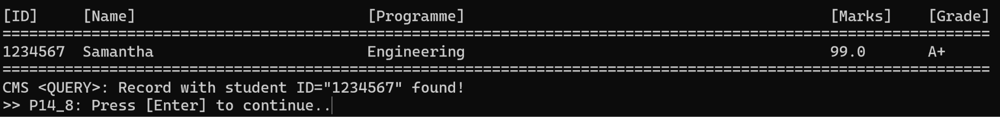 [ID] [Name] [Programme] [Marks] [Grade]
===============================================================================================================
1234567 Samantha Engineering 99.0 A+
===============================================================================================================
CMS <QUERY>: Record with student ID="1234567" found!
>> P14_8: Press [Enter] to continue..